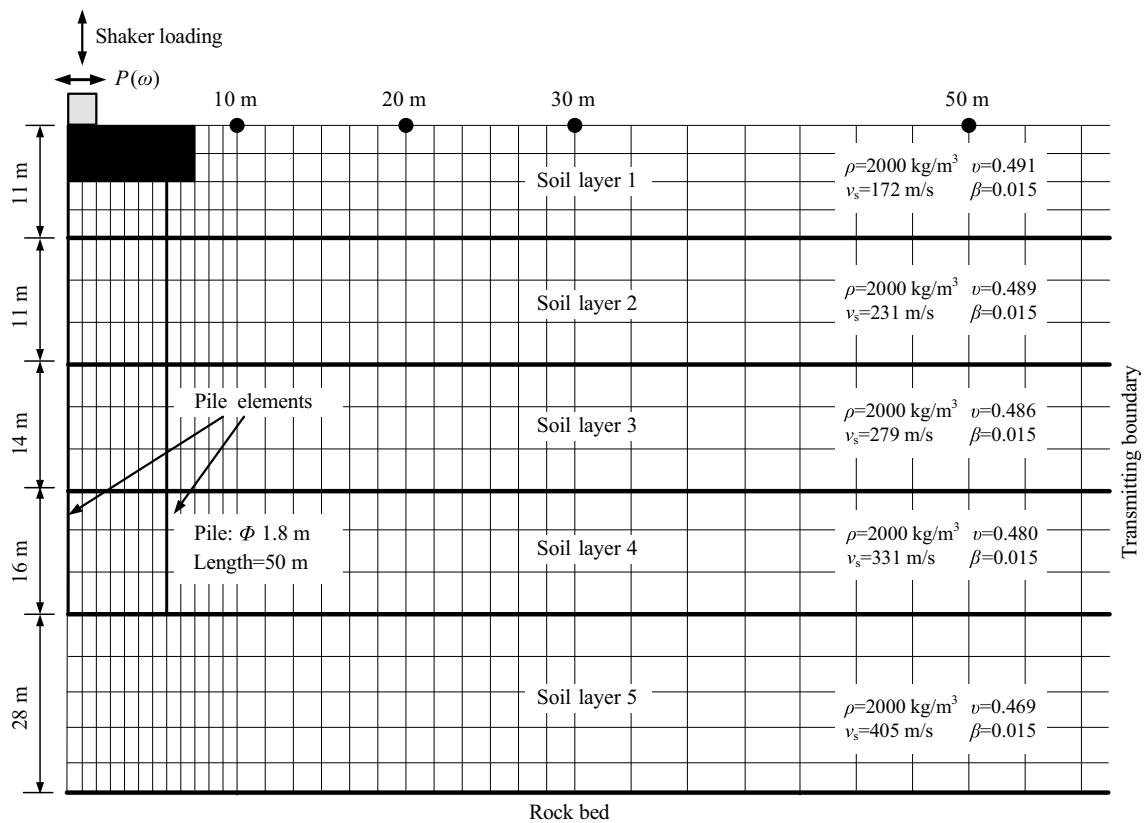 Shaker loading
P(ω)
10 m
20 m
30 m
50 m
11 m
Soil layer 1
ρ=2000 kg/m³ υ=0.491
vₛ=172 m/s β=0.015
11 m
Soil layer 2
ρ=2000 kg/m³ υ=0.489
vₛ=231 m/s β=0.015
14 m
Pile elements
Soil layer 3
ρ=2000 kg/m³ υ=0.486
vₛ=279 m/s β=0.015
Transmitting boundary
16 m
Pile: Φ 1.8 m
Length=50 m
Soil layer 4
ρ=2000 kg/m³ υ=0.480
vₛ=331 m/s β=0.015
28 m
Soil layer 5
ρ=2000 kg/m³ υ=0.469
vₛ=405 m/s β=0.015
Rock bed